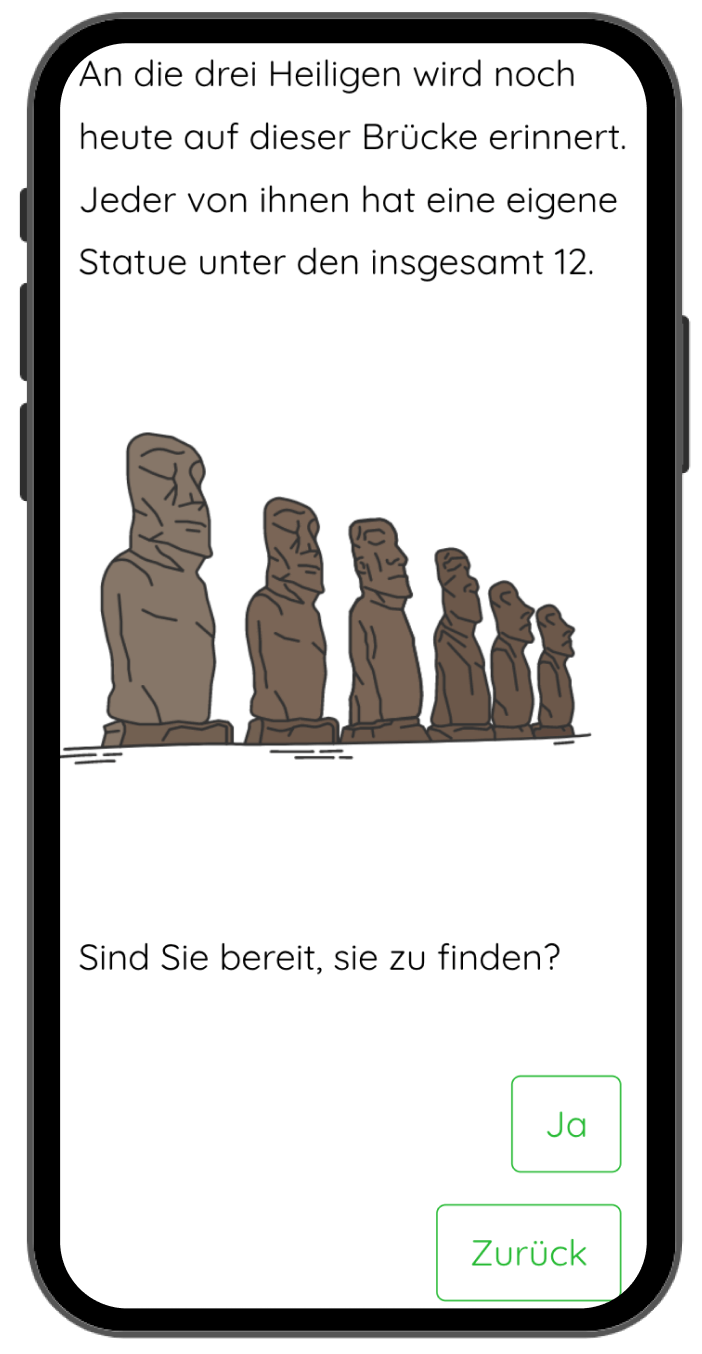 An die drei Heiligen wird noch
heute auf dieser Brücke erinnert.
Jeder von ihnen hat eine eigene
Statue unter den insgesamt 12.
Sind Sie bereit, sie zu finden?
Ja
Zurück